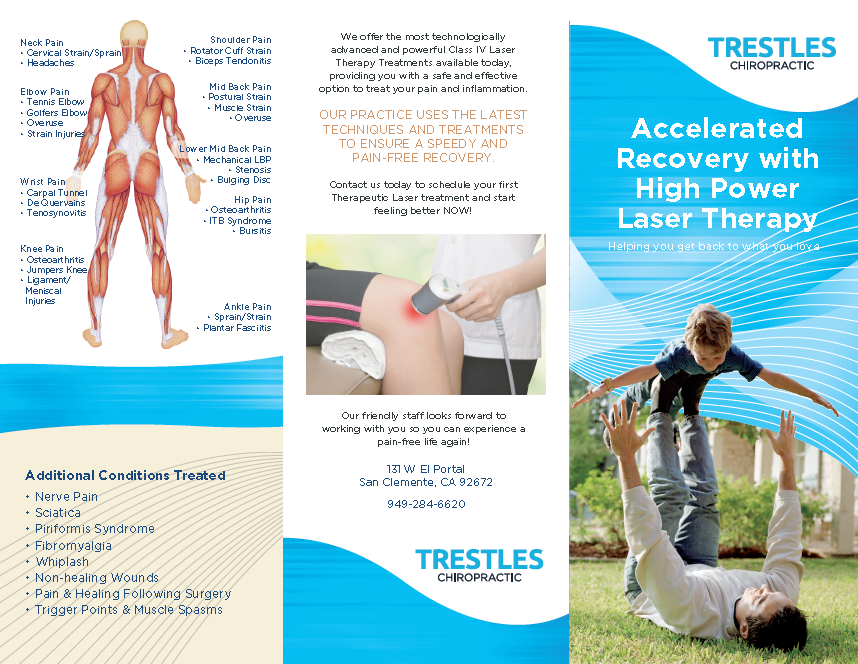 Neck Pain
• Cervical Strain/Sprain
• Headaches
Elbow Pain
• Tennis Elbow
• Golfers Elbow
• Overuse
• Strain Injuries
Wrist Pain
• Carpal Tunnel
• De Quervains
• Tenosynovitis
Knee Pain
• Osteoarthritis
• Jumpers Knee
• Ligament/
Meniscal
Injuries
Shoulder Pain
• Rotator Cuff Strain
• Biceps Tendonitis
Mid Back Pain
• Postural Strain
• Muscle Strain
• Overuse
Lower Mid Back Pain
• Mechanical LBP
• Stenosis
• Bulging Disc
Hip Pain
• Osteoarthritis
• ITB Syndrome
• Bursitis
Ankle Pain
• Sprain/Strain
• Plantar Fasciitis
Additional Conditions Treated
• Nerve Pain
• Sciatica
• Piriformis Syndrome
• Fibromyalgia
• Whiplash
• Non-healing Wounds
• Pain & Healing Following Surgery
• Trigger Points & Muscle Spasms
We offer the most technologically
advanced and powerful Class IV Laser
Therapy Treatments available today,
providing you with a safe and effective
option to treat your pain and inflammation.
OUR PRACTICE USES THE LATEST
TECHNIQUES AND TREATMENTS
TO ENSURE A SPEEDY AND
PAIN-FREE RECOVERY.
Contact us today to schedule your first
Therapeutic Laser treatment and start
feeling better NOW!
Our friendly staff looks forward to
working with you so you can experience a
pain-free life again!
131 W El Portal
San Clemente, CA 92672
949-284-6620
TRESTLES
CHIROPRACTIC
TRESTLES
CHIROPRACTIC
Accelerated
Recovery with
High Power
Laser Therapy
Helping you get back to what you love